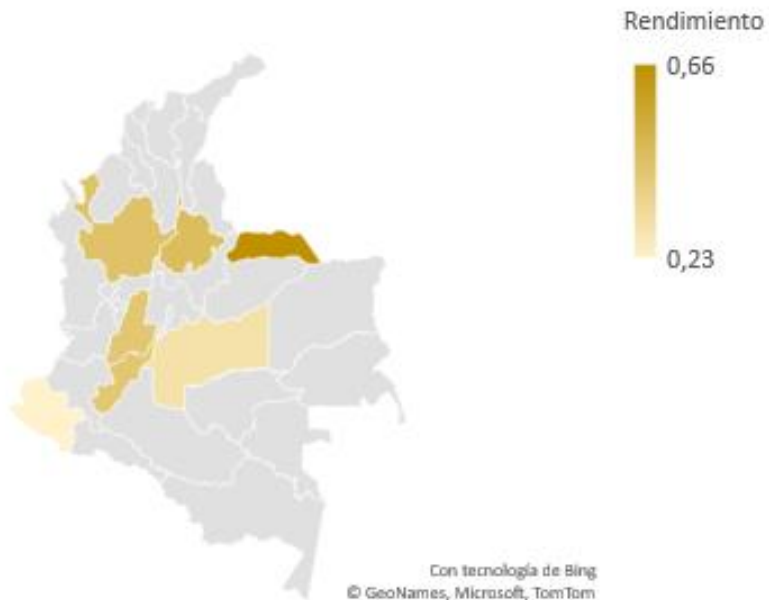 Rendimiento
0,66
0,23
Con tecnología de Bing
© GeoNames, Microsoft, TomTom